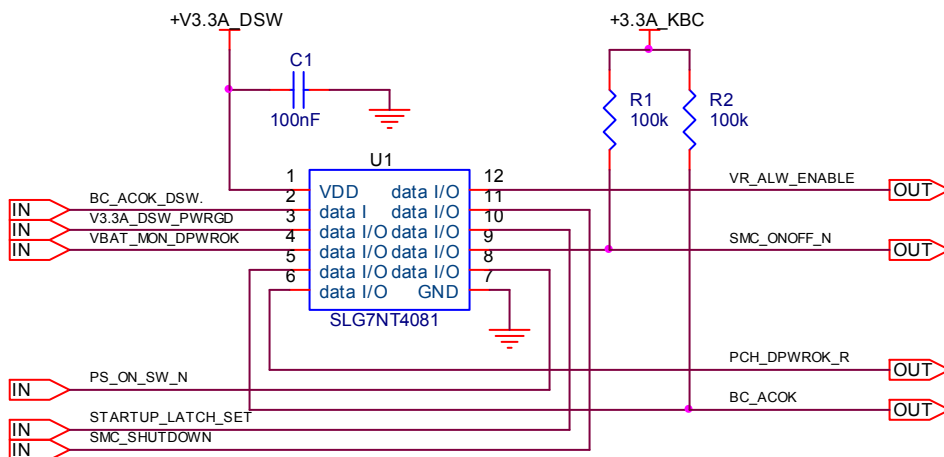 +V3.3A_DSW
+3.3A_KBC
C1
100nF
R1
100k
R2
100k
U1
1
2
3
4
5
6
VDD
data I
data I/O
data I/O
data I/O
data I/O
data I/O
data I/O
data I/O
data I/O
data I/O
GND
12
11
10
9
8
7
SLG7NT4081
IN
BC_ACOK_DSW.
IN
V3.3A_DSW_PWRGD
IN
VBAT_MON_DPWROK
IN
PS_ON_SW_N
IN
STARTUP_LATCH_SET
IN
SMC_SHUTDOWN
VR_ALW_ENABLE
OUT
SMC_ONOFF_N
OUT
PCH_DPWROK_R
OUT
BC_ACOK
OUT